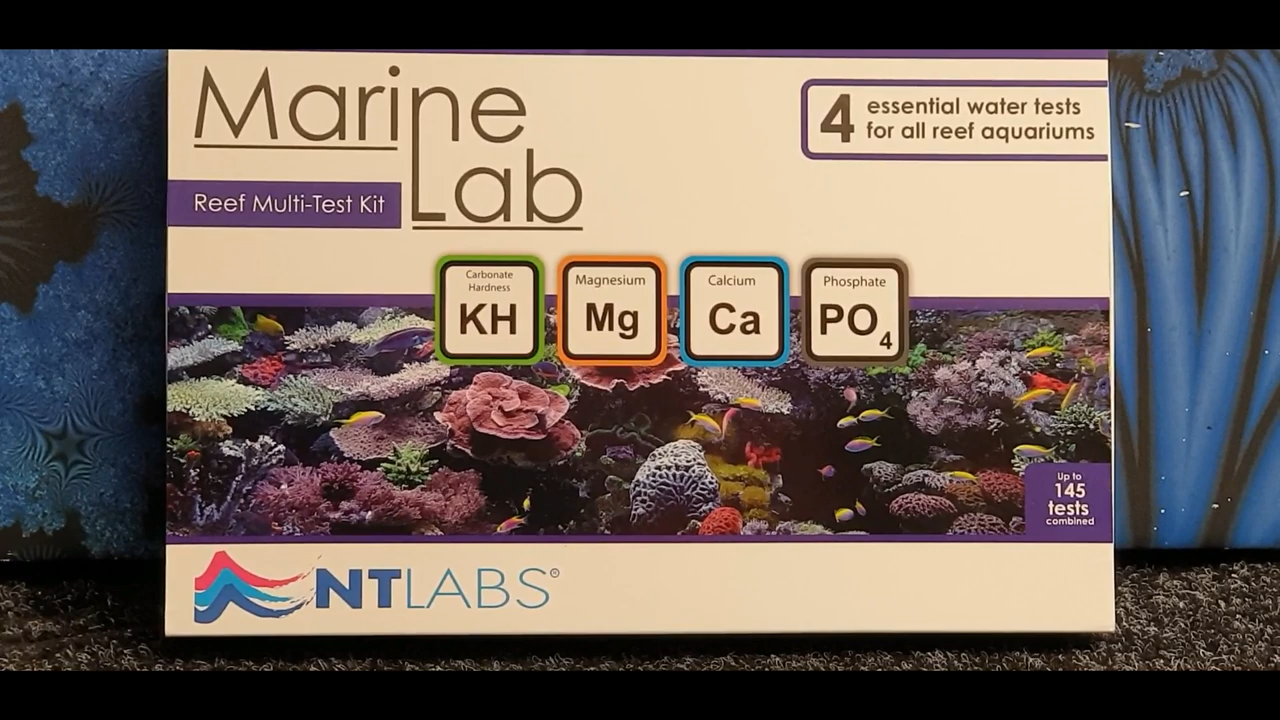 Marine
Lab
Reef Multi-Test Kit
4 essential water tests
for all reef aquariums
Carbonate
Hardness
KH
Magnesium
Mg
Calcium
Ca
Phosphate
PO₄
Up to
145
tests
combined
NTLABS®